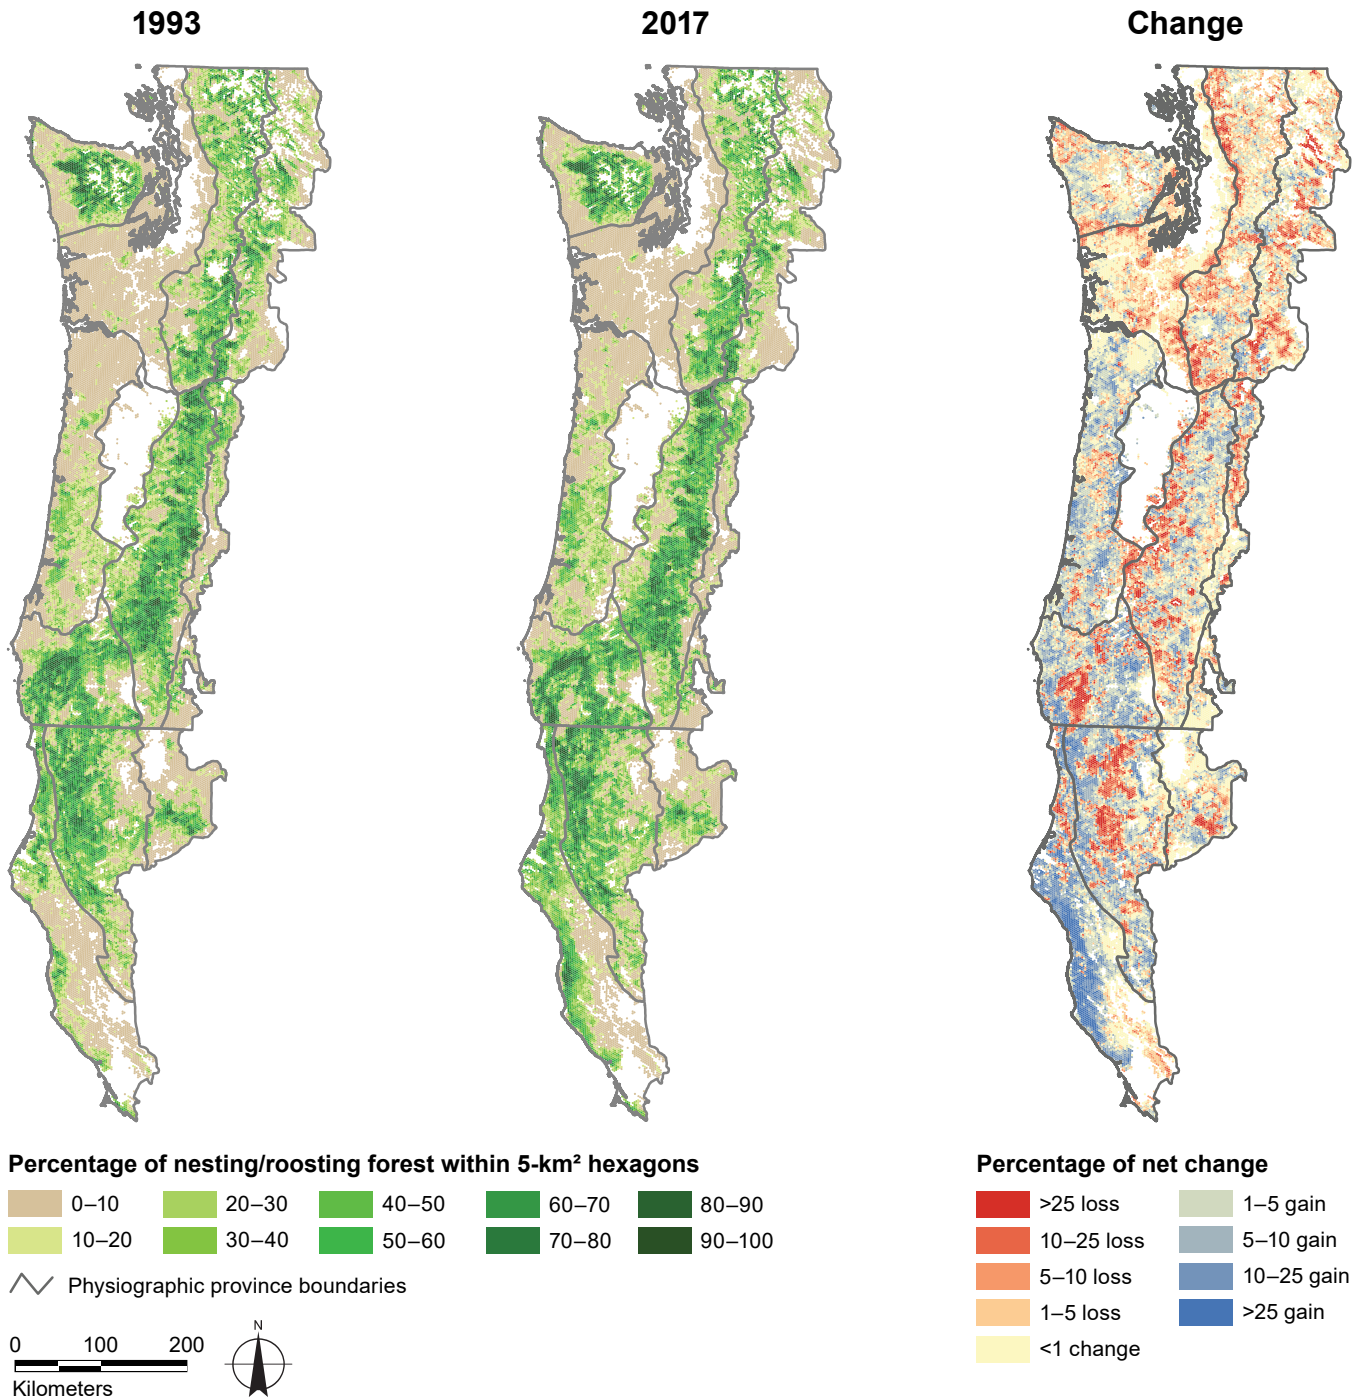 1993
2017
Change
Percentage of nesting/roosting forest within 5-km² hexagons
0–10
20–30
40–50
60–70
80–90
10–20
30–40
50–60
70–80
90–100
Physiographic province boundaries
0 100 200
Kilometers
N
Percentage of net change
>25 loss
1–5 gain
10–25 loss
5–10 gain
5–10 loss
10–25 gain
1–5 loss
>25 gain
<1 change